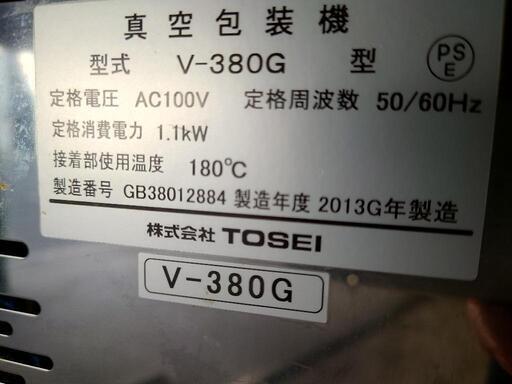 真空包装機
型式 V-380G 型 PSE
定格電圧 AC100V 定格周波数 50/60Hz
定格消費電力 1.1kW
接着部使用温度 180℃
製造番号 GB38012884 製造年度 2013G年製造
株式会社 TOSEI
V-380G